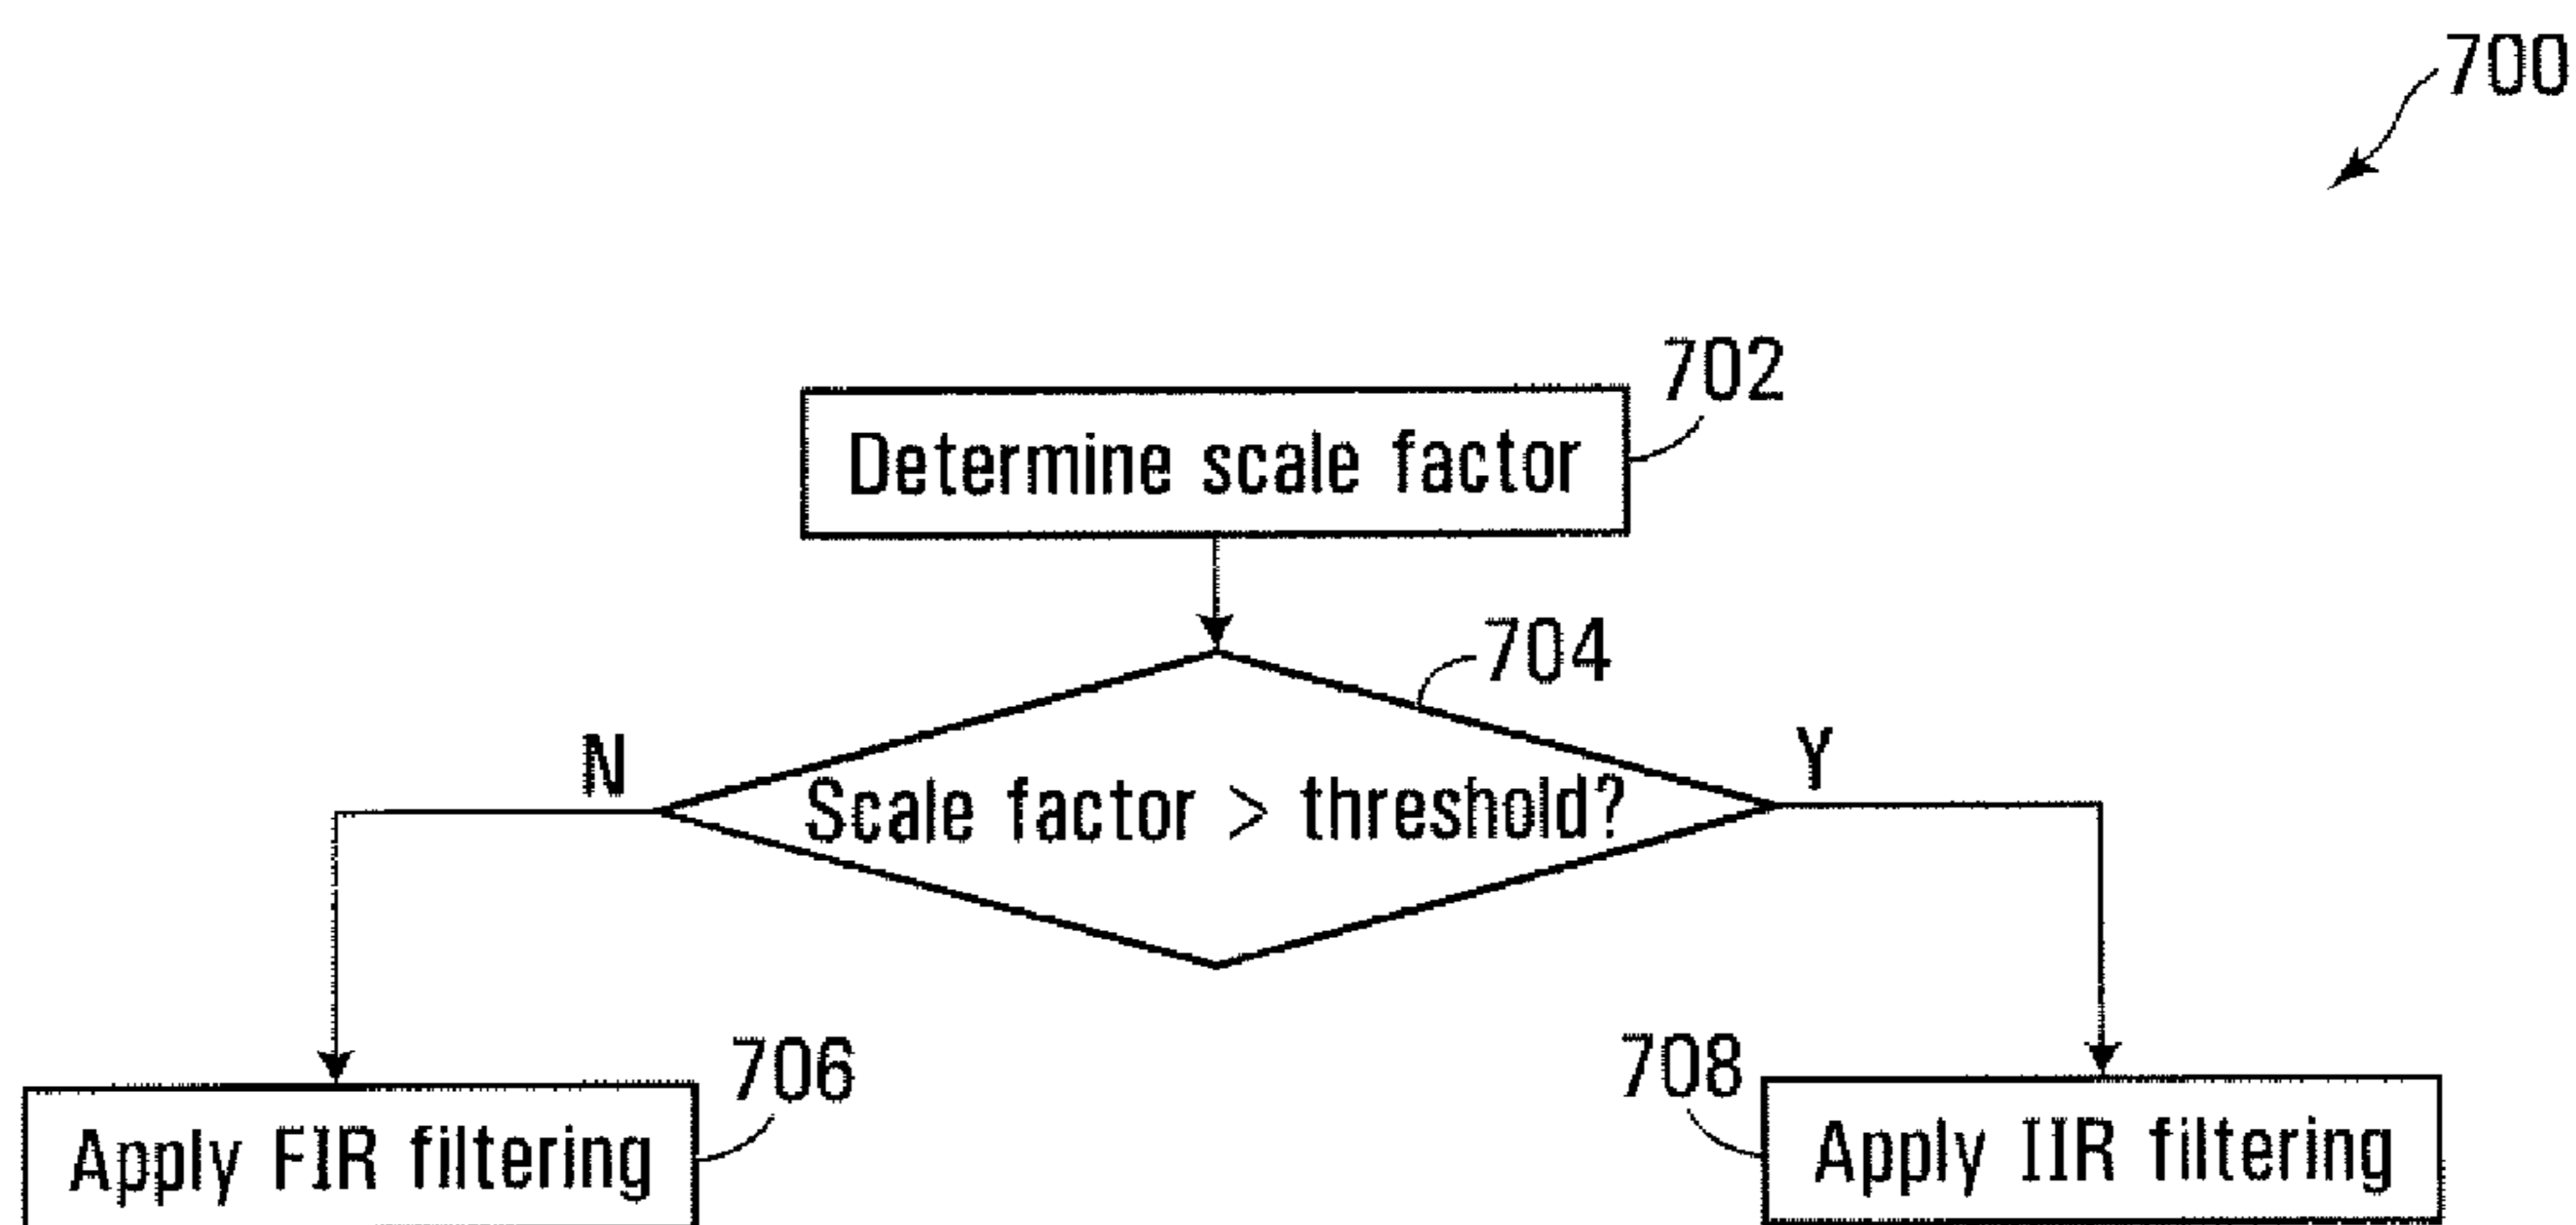 700
702
Determine scale factor
704
N
Y
Scale factor > threshold?
706
708
Apply FIR filtering
Apply IIR filtering